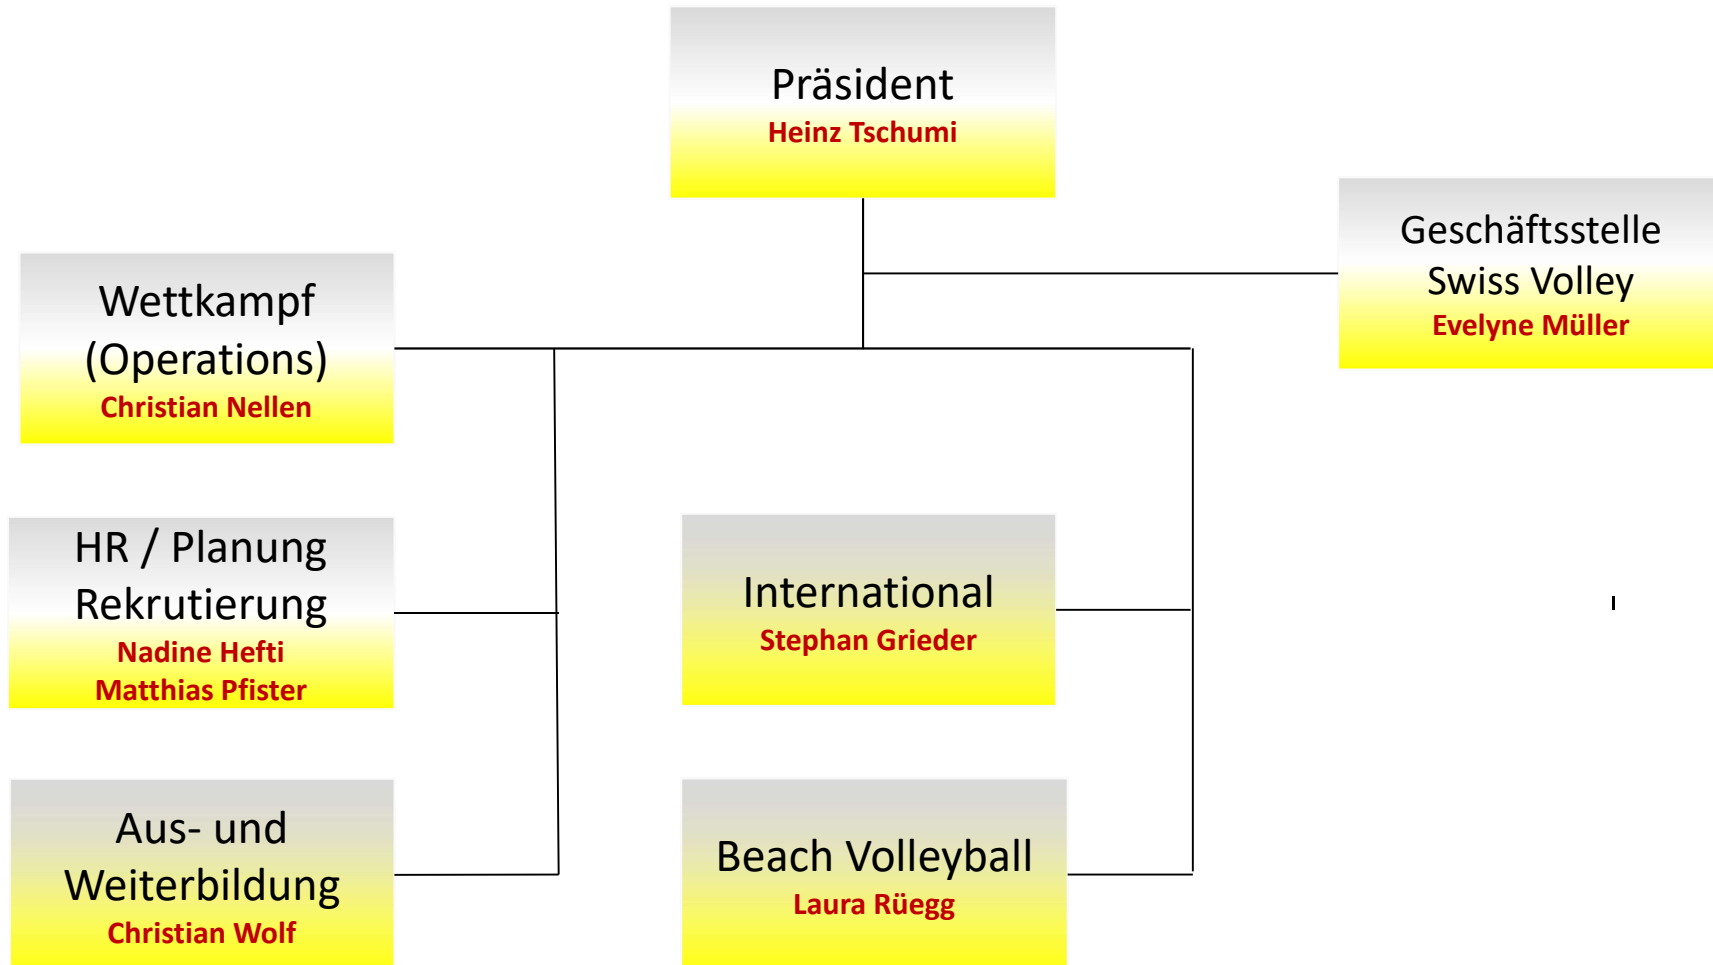 Präsident
Heinz Tschumi
Geschäftsstelle
Swiss Volley
Evelyne Müller
Wettkampf
(Operations)
Christian Nellen
HR / Planung
Rekrutierung
Nadine Hefti
Matthias Pfister
International
Stephan Grieder
Aus- und
Weiterbildung
Christian Wolf
Beach Volleyball
Laura Rüegg